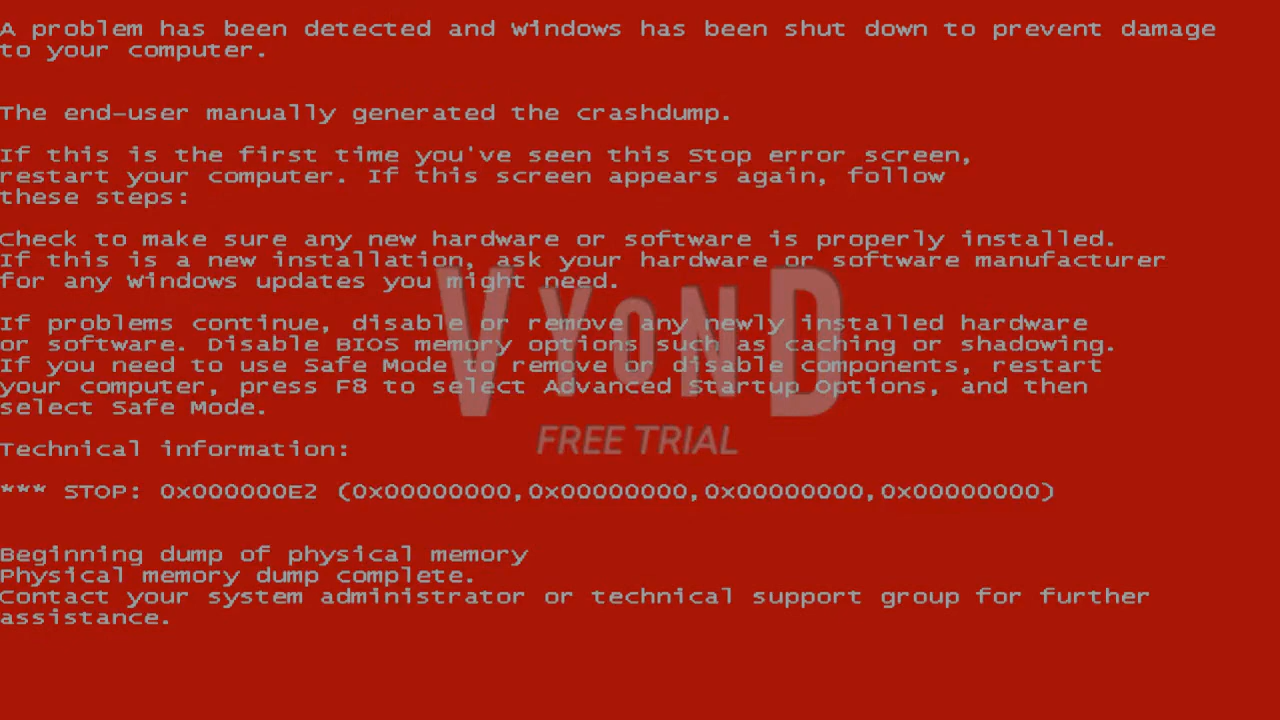 A problem has been detected and Windows has been shut down to prevent damage
to your computer.
The end-user manually generated the crashdump.
If this is the first time you've seen this Stop error screen,
restart your computer. If this screen appears again, follow
these steps:
Check to make sure any new hardware or software is properly installed.
If this is a new installation, ask your hardware or software manufacturer
for any Windows updates you might need.
If problems continue, disable or remove any newly installed hardware
or software. Disable BIOS memory options such as caching or shadowing.
If you need to use Safe Mode to remove or disable components, restart
your computer, press F8 to select Advanced Startup Options, and then
select Safe Mode.
VYOND
FREE TRIAL
Technical information:
*** STOP: 0x000000E2 (0x00000000,0x00000000,0x00000000,0x00000000)
Beginning dump of physical memory
Physical memory dump complete.
Contact your system administrator or technical support group for further
assistance.